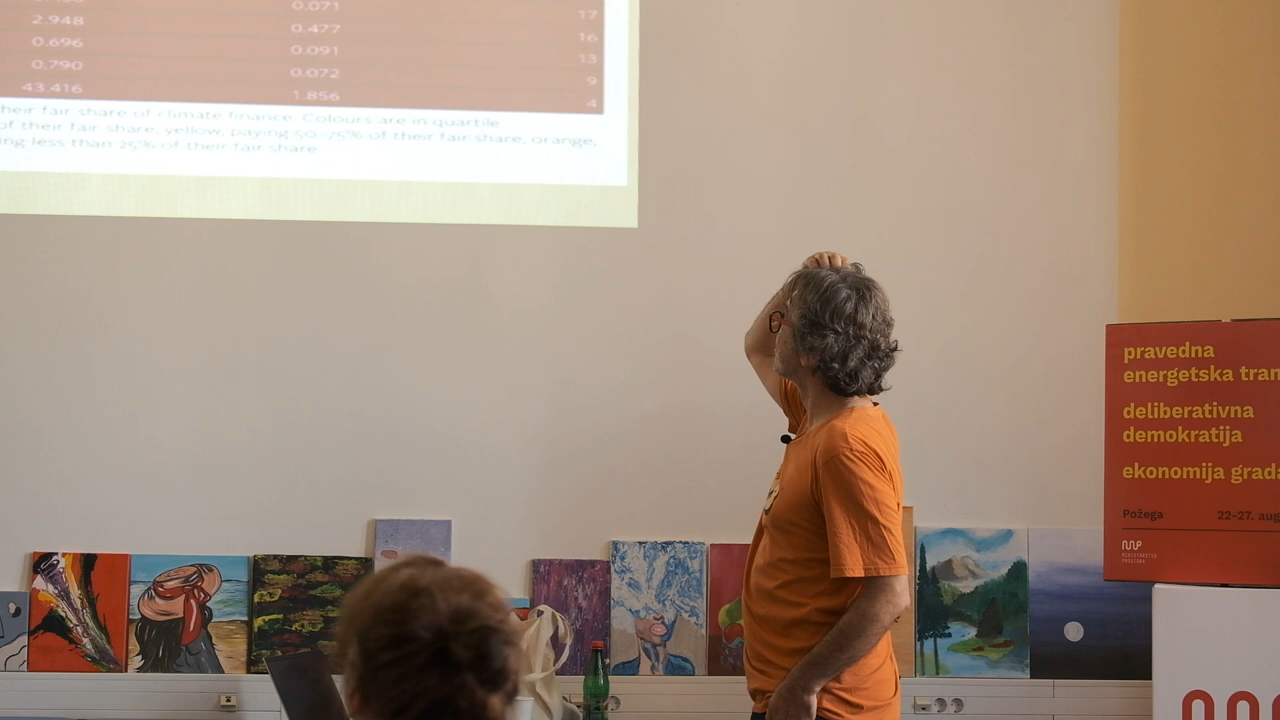 0.071
17
2.948
0.477
16
0.696
0.091
13
0.790
0.072
9
43.416
1.856
4
heir fair share of climate finance. Colours are in quartile
of their fair share, yellow, paying 50-75% of their fair share, orange,
ing less than 25% of their fair share
pravedna
energetska tran
deliberativna
demokratija
ekonomija grada
Požega 22-27. aug
MINISTARSTVO
PROSTORA